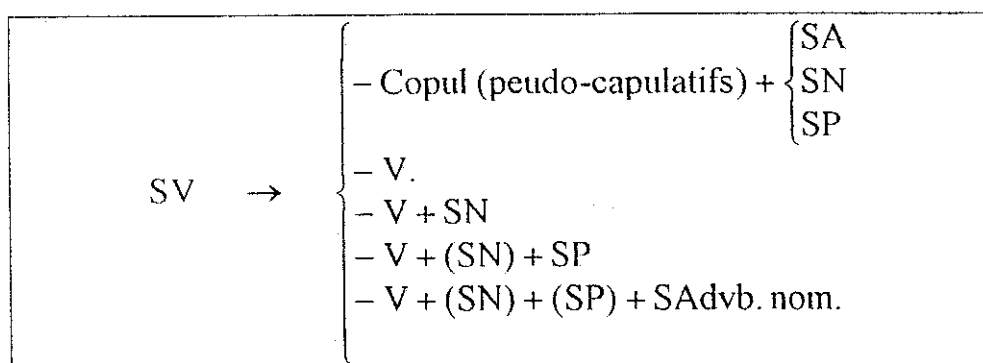 SA
– Copul (peudo-capulatifs) + SN
SP
– V.
SV → – V + SN
– V + (SN) + SP
– V + (SN) + (SP) + SAdvb. nom.